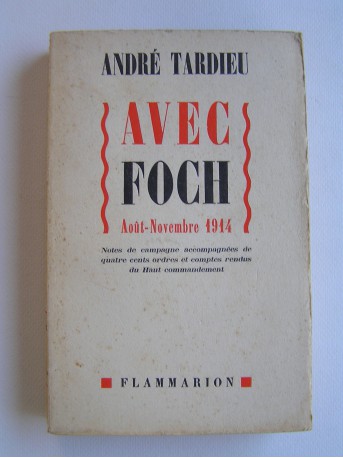 ANDRÉ TARDIEU
AVEC
FOCH
Août-Novembre 1914
Notes de campagne accompagnées de
quatre cents ordres et comptes rendus
du Haut commandement
FLAMMARION